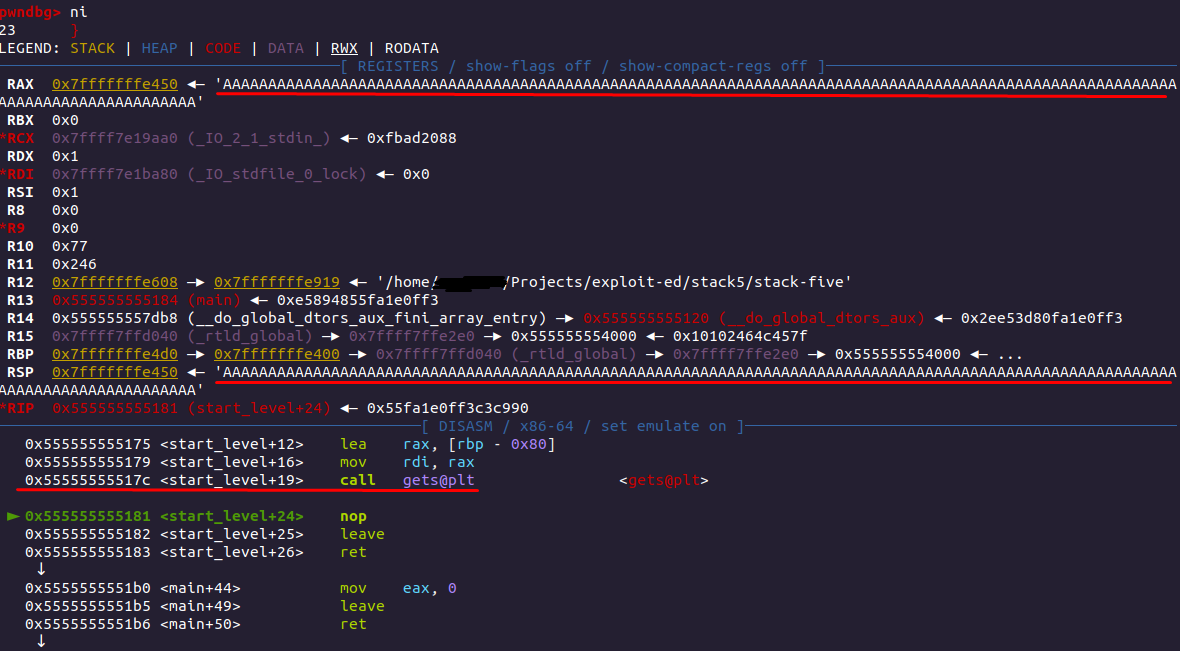 pwndbg> ni
23 }
LEGEND: STACK | HEAP | CODE | DATA | RWX | RODATA
[ REGISTERS / show-flags off / show-compact-regs off ]
RAX 0x7fffffffe450 ◂— 'AAAAAAAAAAAAAAAAAAAAAAAAAAAAAAAAAAAAAAAAAAAAAAAAAAAAAAAAAAAAAAAAAAAAAAAAAAAAAAAAAAAAAAAAAAAAAAAAAAAAAAAAAA
AAAAAAAAAAAAAAAAAAAAAA'
RBX 0x0
*RCX 0x7ffff7e19aa0 (_IO_2_1_stdin_) ◂— 0xfbad2088
RDX 0x1
*RDI 0x7ffff7e1ba80 (_IO_stdfile_0_lock) ◂— 0x0
RSI 0x1
R8 0x0
*R9 0x0
R10 0x77
R11 0x246
R12 0x7fffffffe608 —▸ 0x7fffffffe919 ◂— '/home/ /Projects/exploit-ed/stack5/stack-five'
R13 0x555555555184 (main) ◂— 0xe5894855fa1e0ff3
R14 0x555555557db8 (__do_global_dtors_aux_fini_array_entry) —▸ 0x555555555120 (__do_global_dtors_aux) ◂— 0x2ee53d80fa1e0ff3
R15 0x7ffff7ffd040 (_rtld_global) —▸ 0x7ffff7ffe2e0 —▸ 0x555555554000 ◂— 0x10102464c457f
RBP 0x7fffffffe4d0 —▸ 0x7fffffffe400 —▸ 0x7ffff7ffd040 (_rtld_global) —▸ 0x7ffff7ffe2e0 —▸ 0x555555554000 ◂— ...
RSP 0x7fffffffe450 ◂— 'AAAAAAAAAAAAAAAAAAAAAAAAAAAAAAAAAAAAAAAAAAAAAAAAAAAAAAAAAAAAAAAAAAAAAAAAAAAAAAAAAAAAAAAAAAAAAAAAAAAAAAAAAA
AAAAAAAAAAAAAAAAAAAAAA'
*RIP 0x555555555181 (start_level+24) ◂— 0x55fa1e0ff3c3c990
[ DISASM / x86-64 / set emulate on ]
0x555555555175 <start_level+12> lea rax, [rbp - 0x80]
0x555555555179 <start_level+16> mov rdi, rax
0x55555555517c <start_level+19> call gets@plt <gets@plt>
► 0x555555555181 <start_level+24> nop
0x555555555182 <start_level+25> leave
0x555555555183 <start_level+26> ret
↓
0x5555555551b0 <main+44> mov eax, 0
0x5555555551b5 <main+49> leave
0x5555555551b6 <main+50> ret
↓